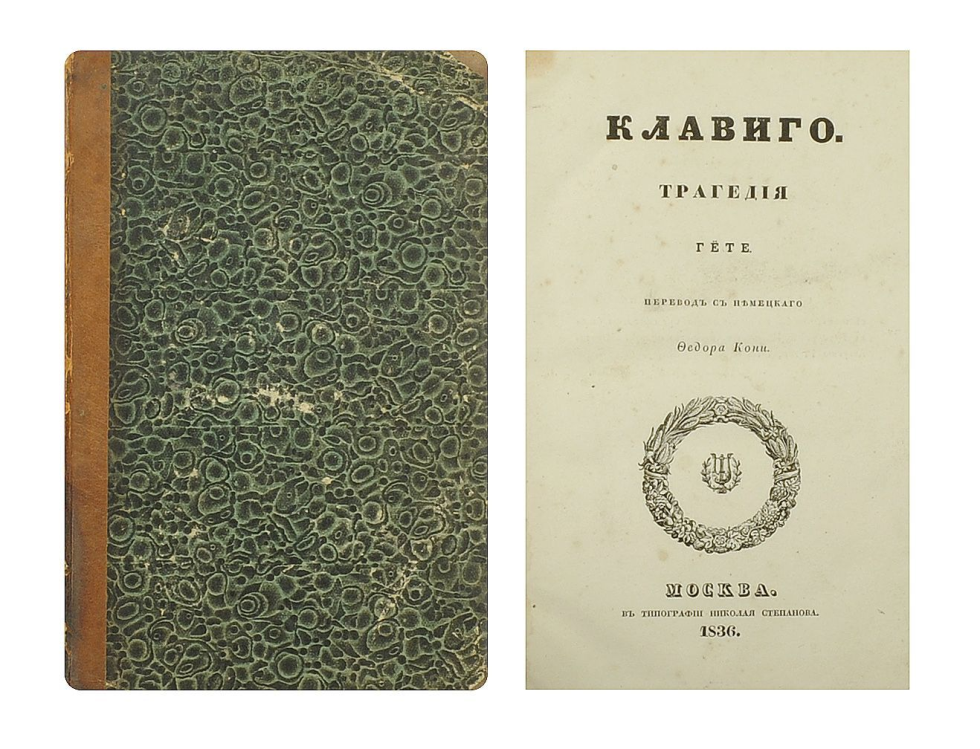 КЛАВИГО.
ТРАГЕДІЯ
ГЁТЕ.
ПЕРЕВОДЪ СЪ НѢМЕЦКАГО
Ѳедора Кони.
МОСКВА.
ВЪ ТИПОГРАФІИ НИКОЛАЯ СТЕПАНОВА.
1836.